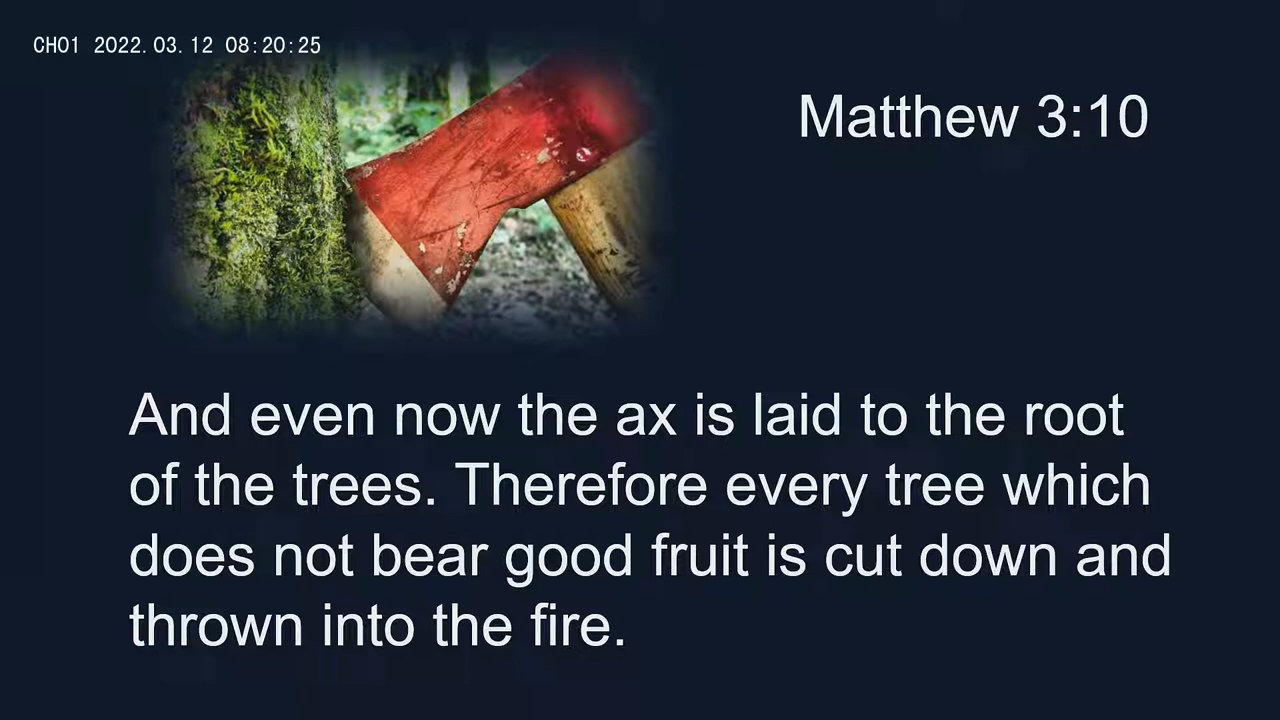 CH01 2022.03.12 08:20:25
Matthew 3:10
And even now the ax is laid to the root
of the trees. Therefore every tree which
does not bear good fruit is cut down and
thrown into the fire.